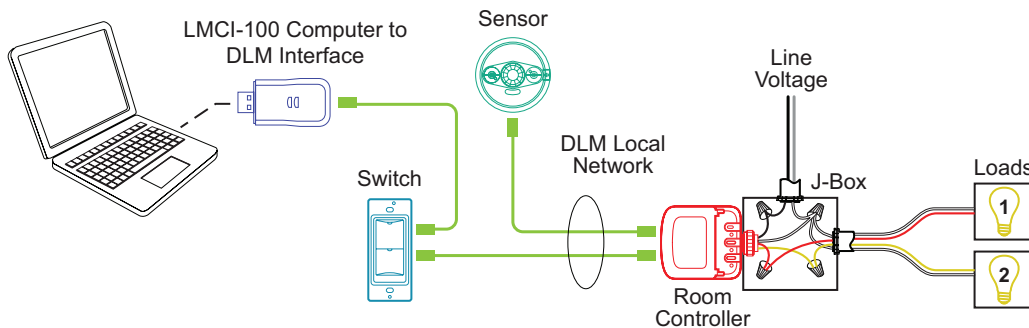 LMCI-100 Computer to
DLM Interface
Sensor
Line
Voltage
DLM Local
Network
Switch
J-Box
Loads
1
2
Room
Controller